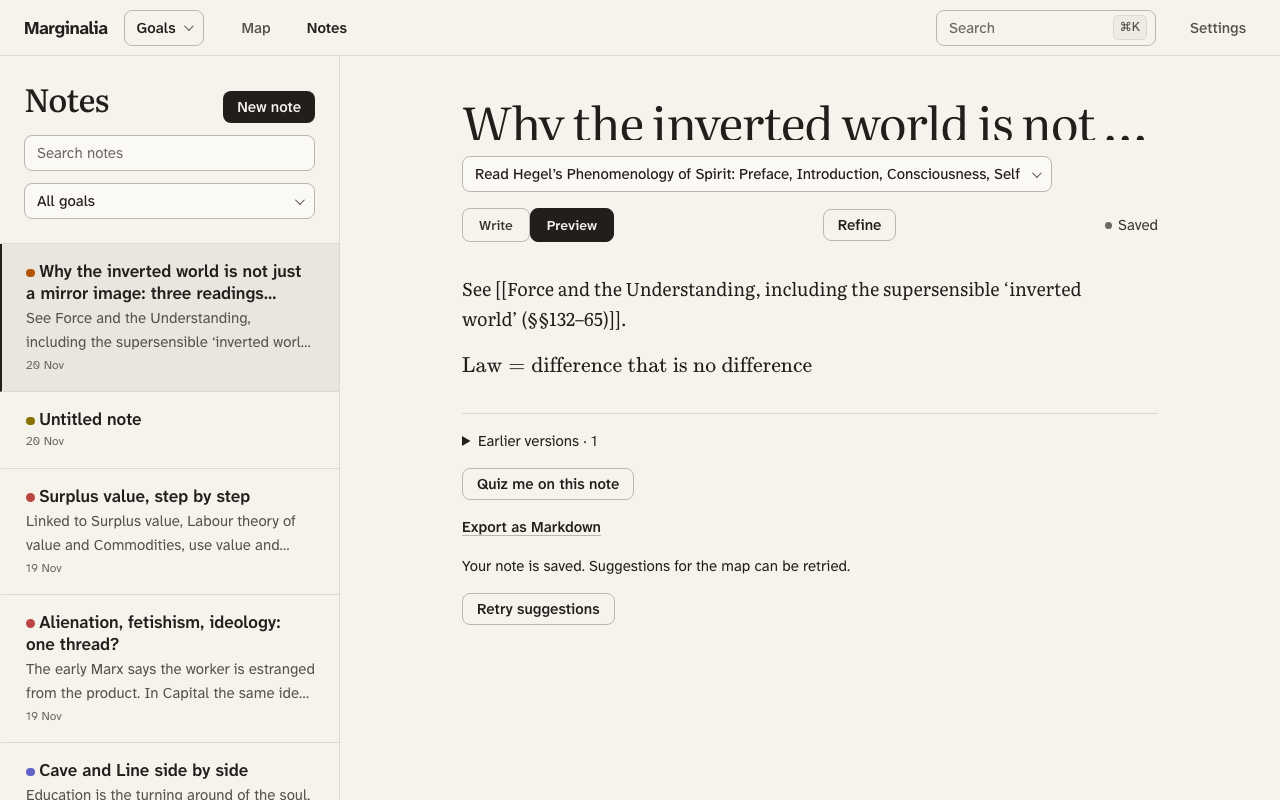 Marginalia
Goals
Map
Notes
Search
⌘K
Settings
Notes
New note
Search notes
All goals
Why the inverted world is not just
a mirror image: three readings…
See Force and the Understanding,
including the supersensible ‘inverted worl…
20 Nov
Untitled note
20 Nov
Surplus value, step by step
Linked to Surplus value, Labour theory of
value and Commodities, use value and…
19 Nov
Alienation, fetishism, ideology:
one thread?
The early Marx says the worker is estranged
from the product. In Capital the same ide…
19 Nov
Cave and Line side by side
Education is the turning around of the soul,
Why the inverted world is not …
Read Hegel’s Phenomenology of Spirit: Preface, Introduction, Consciousness, Self
Write
Preview
Refine
Saved
See [[Force and the Understanding, including the supersensible ‘inverted
world’ (§§132–65)]].
Law = difference that is no difference
Earlier versions · 1
Quiz me on this note
Export as Markdown
Your note is saved. Suggestions for the map can be retried.
Retry suggestions